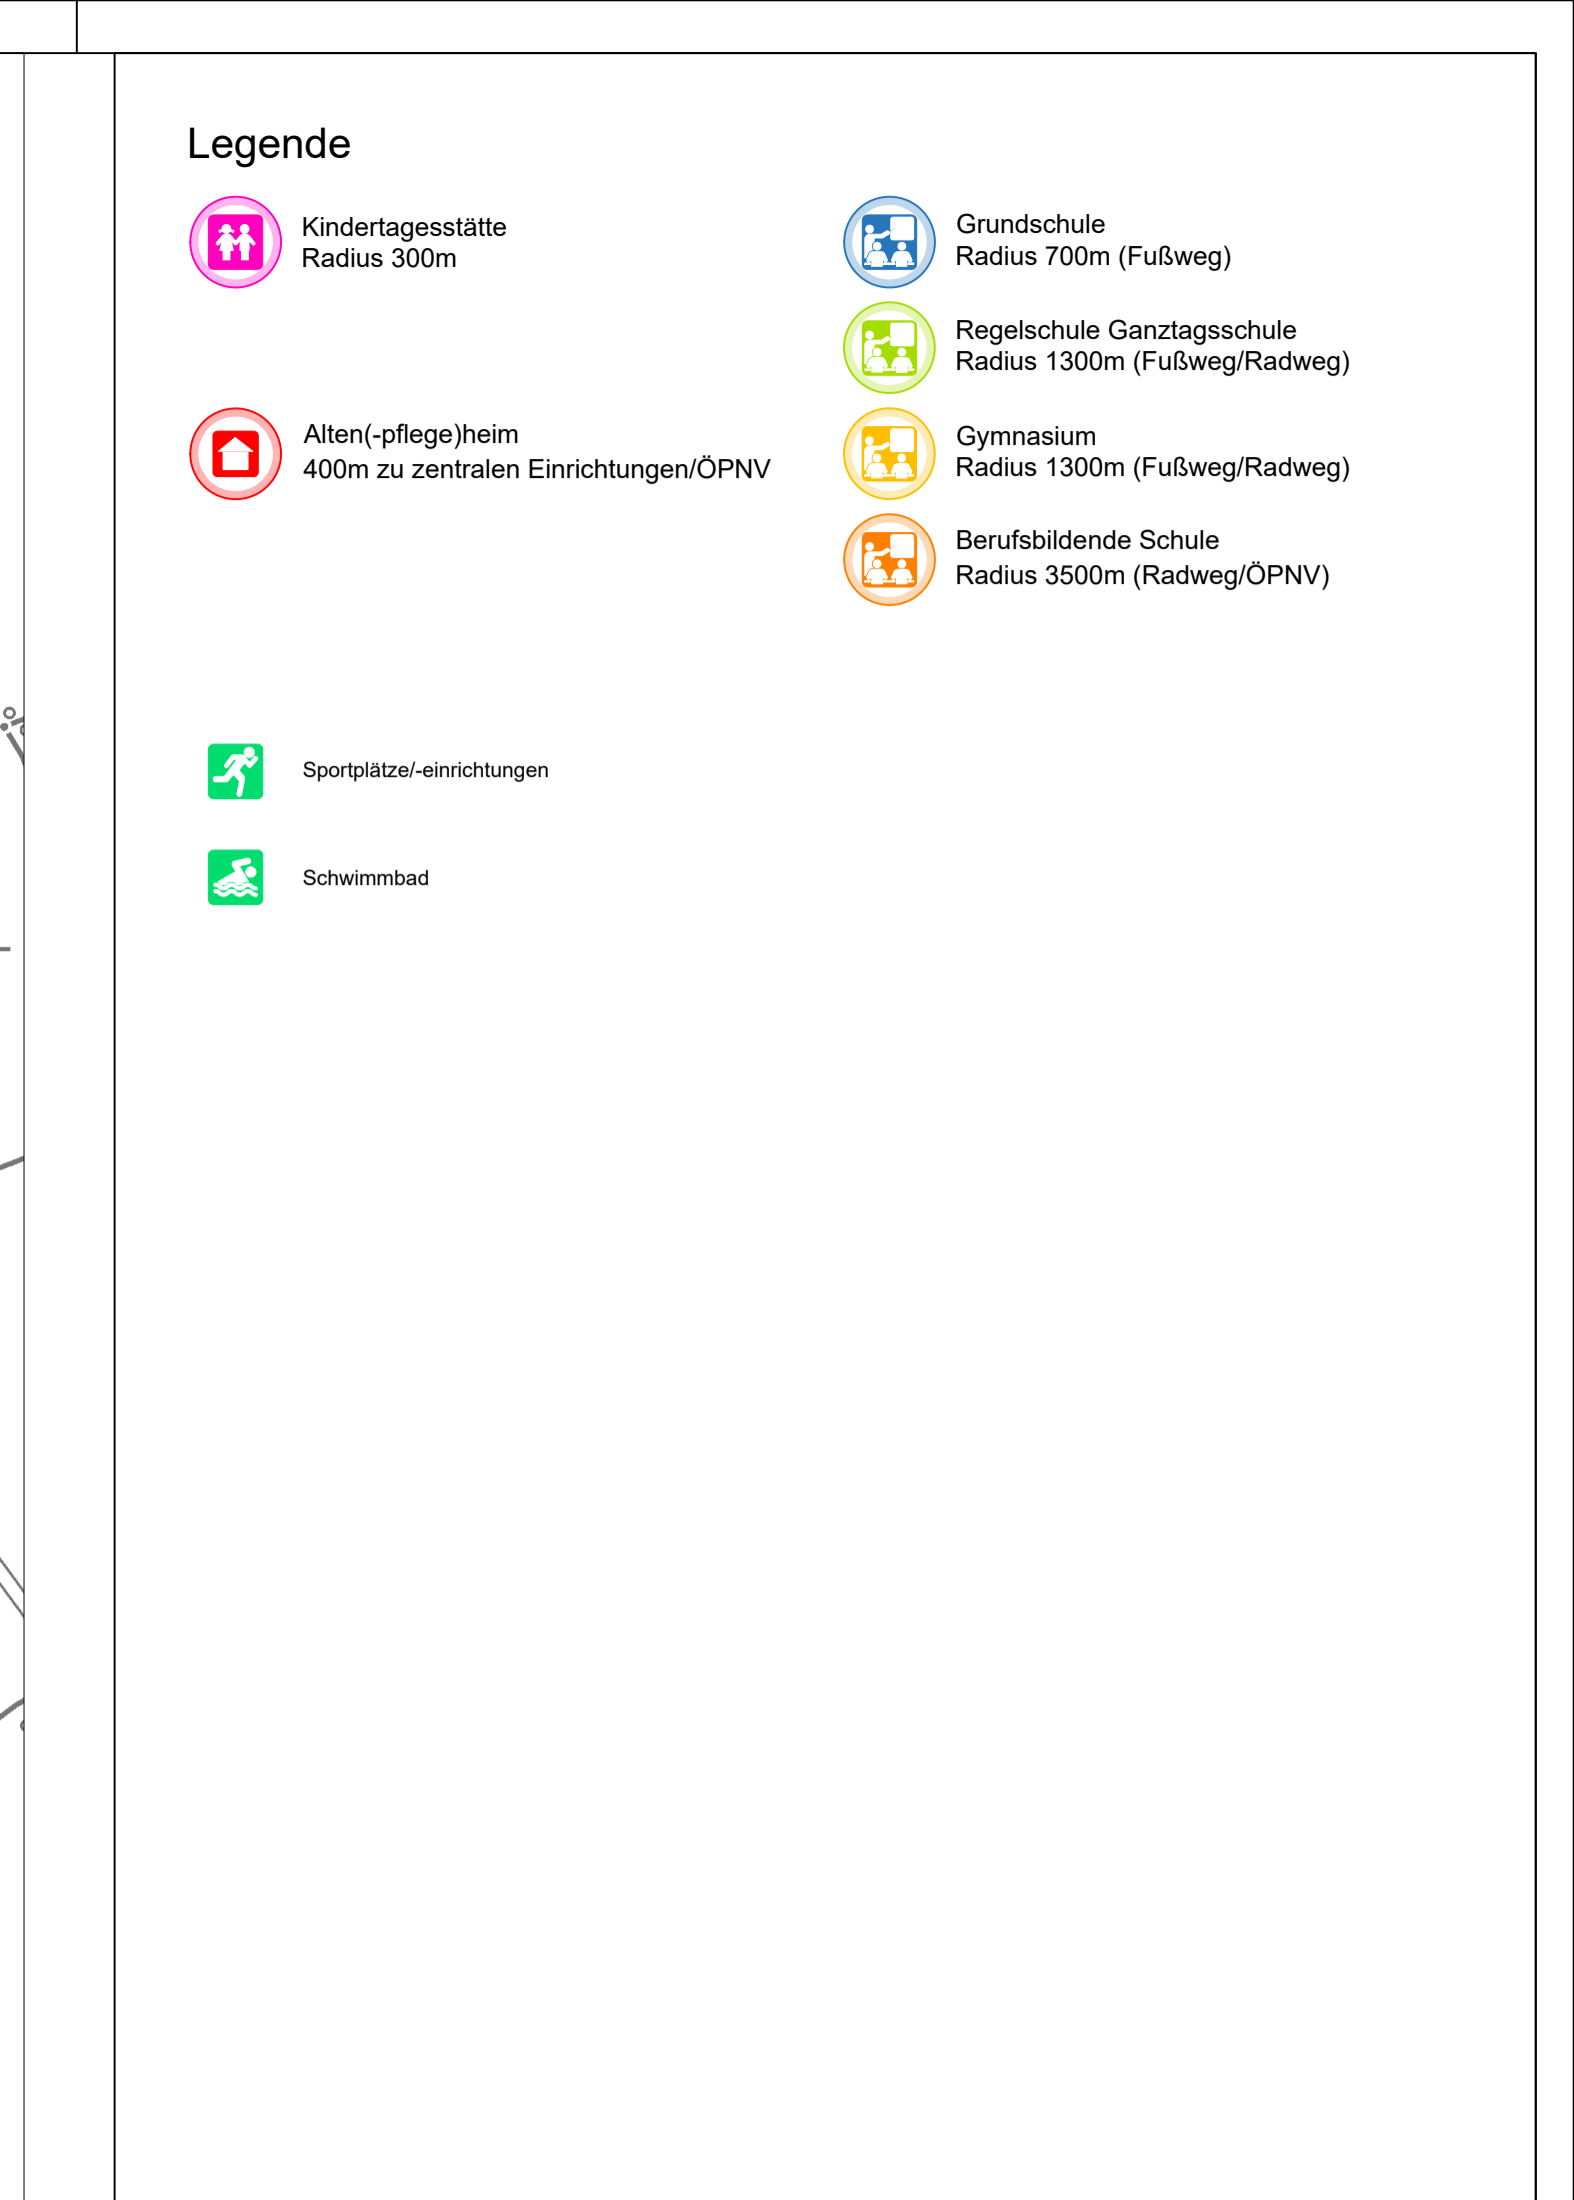 Legende
Kindertagesstätte
Radius 300m
Alten(-pflege)heim
400m zu zentralen Einrichtungen/ÖPNV
Grundschule
Radius 700m (Fußweg)
Regelschule Ganztagsschule
Radius 1300m (Fußweg/Radweg)
Gymnasium
Radius 1300m (Fußweg/Radweg)
Berufsbildende Schule
Radius 3500m (Radweg/ÖPNV)
Sportplätze/-einrichtungen
Schwimmbad